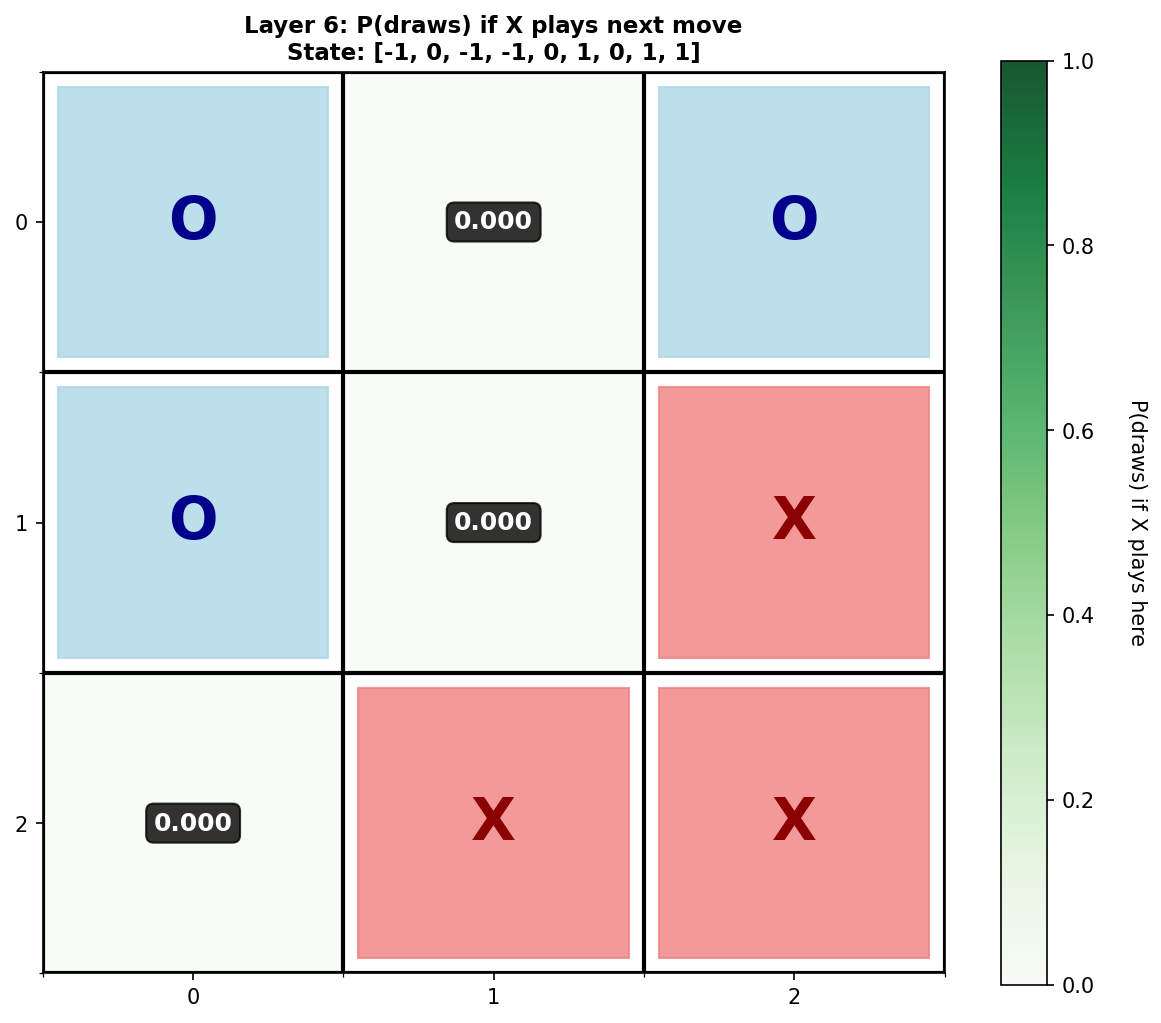 Layer 6: P(draws) if X plays next move
State: [-1, 0, -1, -1, 0, 1, 0, 1, 1]
0
O
0.000
O
1
O
0.000
X
2
0.000
X
X
0
1
2
1.0
0.8
0.6
0.4
0.2
0.0
P(draws) if X plays here